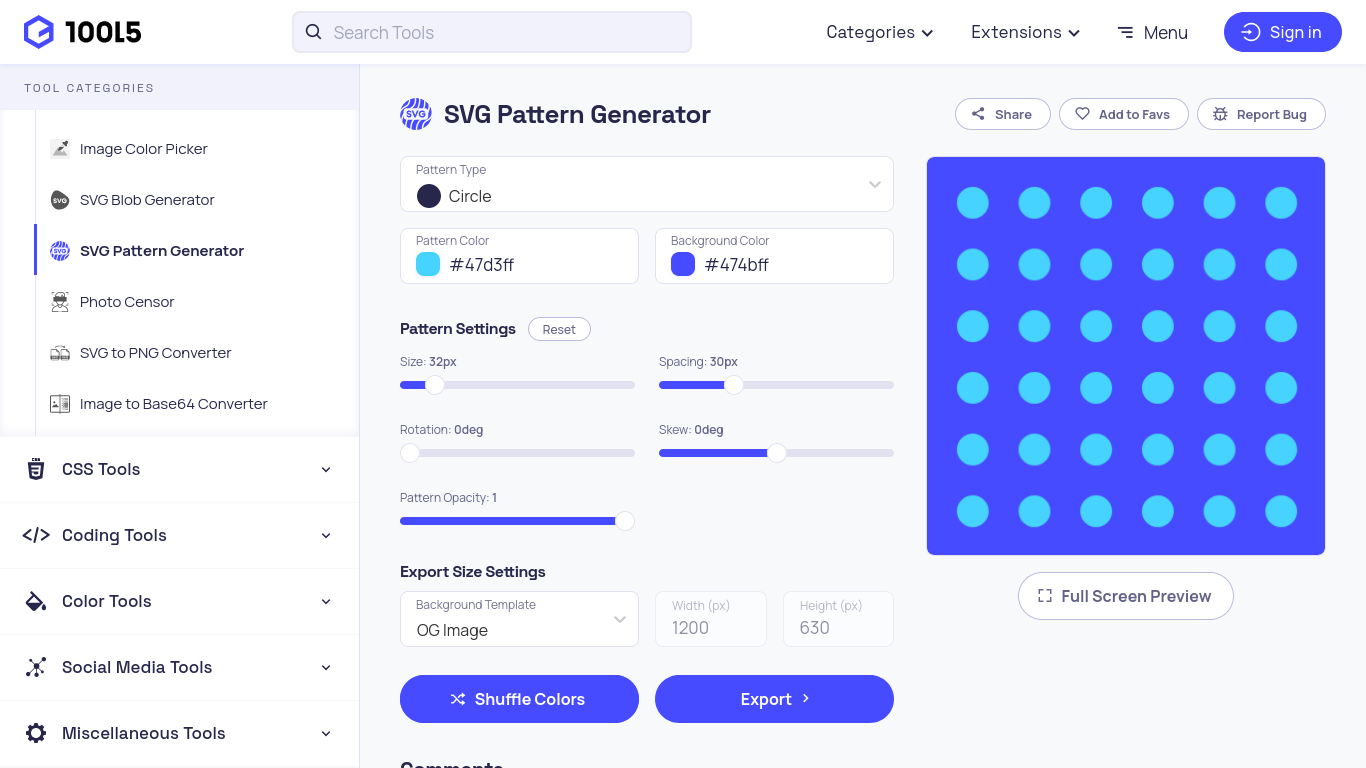 10015
Search Tools
Categories
Extensions
Menu
Sign in
TOOL CATEGORIES
Image Color Picker
SVG Blob Generator
SVG Pattern Generator
Photo Censor
SVG to PNG Converter
Image to Base64 Converter
CSS Tools
Coding Tools
Color Tools
Social Media Tools
Miscellaneous Tools
SVG
SVG Pattern Generator
Share
Add to Favs
Report Bug
Pattern Type
Circle
Pattern Color
#47d3ff
Background Color
#474bff
Pattern Settings
Reset
Size: 32px
Spacing: 30px
Rotation: 0deg
Skew: 0deg
Pattern Opacity: 1
Export Size Settings
Background Template
OG Image
Width (px)
1200
Height (px)
630
Shuffle Colors
Export
Full Screen Preview
Comments